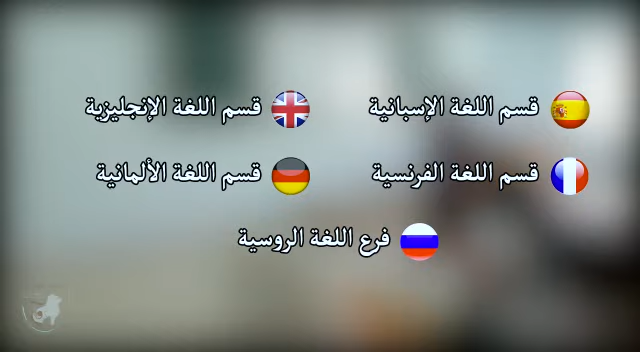 قسم اللغة الإسبانية
قسم اللغة الإنجليزية
قسم اللغة الفرنسية
قسم اللغة الألمانية
فرع اللغة الروسية